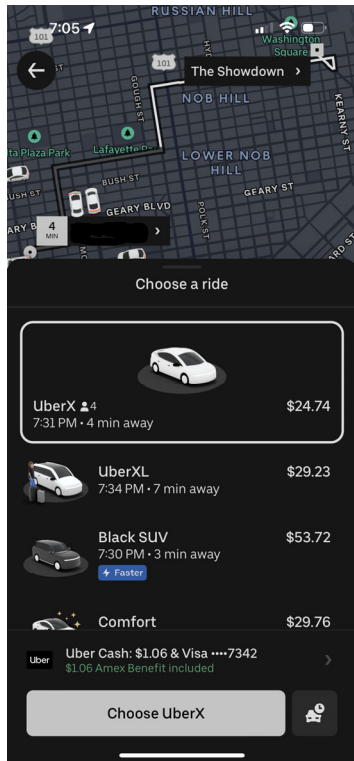 RUSSIAN HILL
7:05
101
Washington
Square
101
The Showdown ›
GOUGH ST
NOB HILL
KEARNY ST
ta Plaza Park
Lafayette
LOWER NOB
HILL
BUSH ST
USH ST
GEARY ST
GEARY BLVD
POLK ST
ARY B
4
MIN
›
Choose a ride
UberX 4
$24.74
7:31 PM • 4 min away
UberXL
$29.23
7:34 PM • 7 min away
Black SUV
$53.72
7:30 PM • 3 min away
Faster
Comfort
$29.76
Uber
Uber Cash: $1.06 & Visa ••••7342
$1.06 Amex Benefit included
Choose UberX